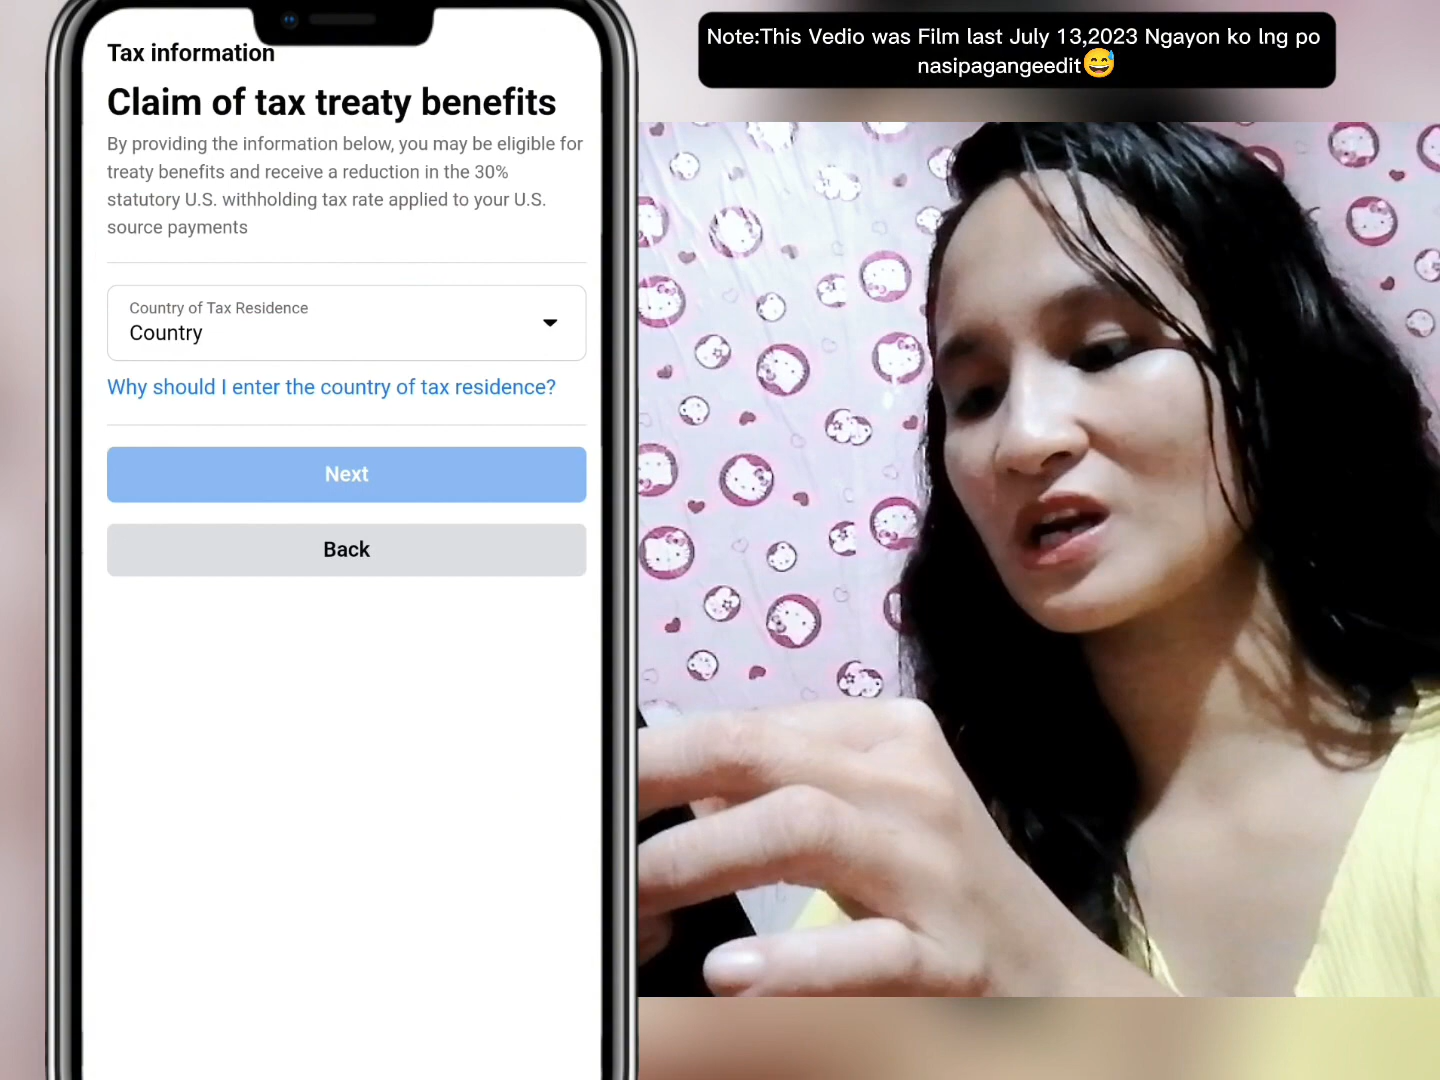 Tax information
Claim of tax treaty benefits
By providing the information below, you may be eligible for
treaty benefits and receive a reduction in the 30%
statutory U.S. withholding tax rate applied to your U.S.
source payments
Country of Tax Residence
Country
Why should I enter the country of tax residence?
Next
Back
Note:This Vedio was Film last July 13,2023 Ngayon ko lng po
nasipagangeedit😅